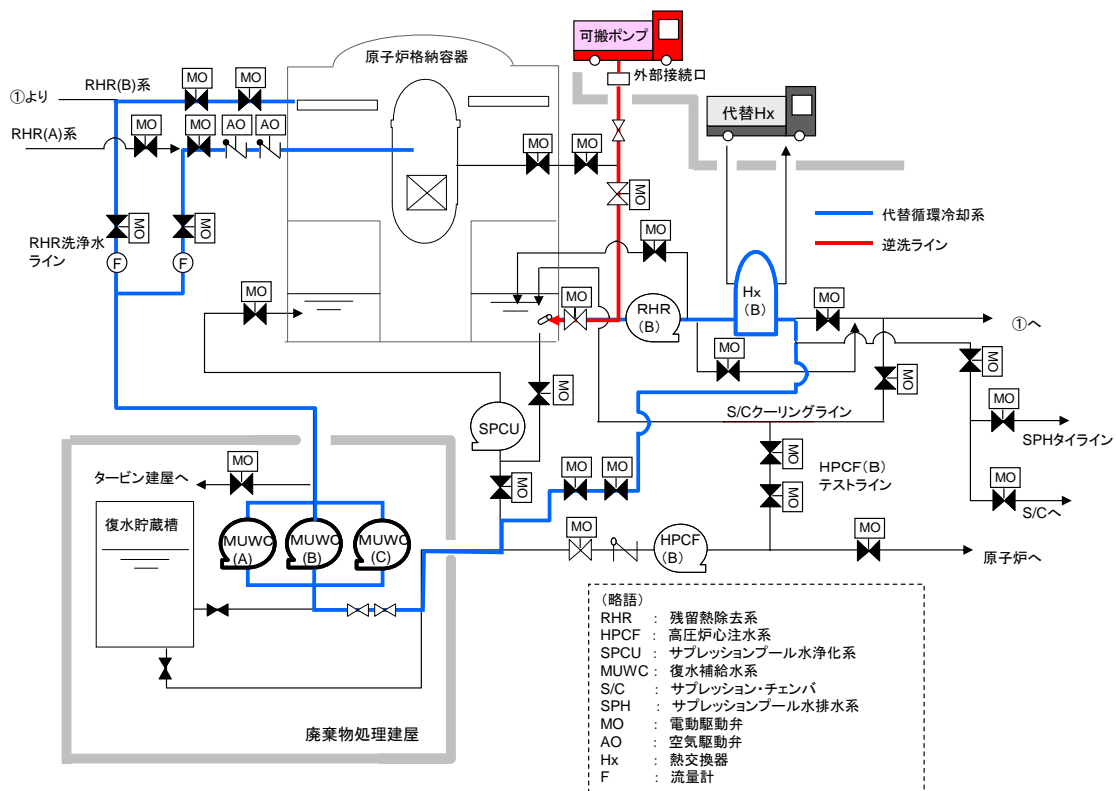 可搬ポンプ
外部接続口
原子炉格納容器
代替Hx
①より
RHR(B)系
MO
MO
RHR(A)系
MO
MO
AO
AO
MO
MO
MO
代替循環冷却系
逆洗ライン
MO
MO
RHR洗浄水
ライン
F
F
MO
MO
MO
RHR
(B)
Hx
(B)
MO
①へ
MO
MO
MO
MO
S/Cクーリングライン
MO
SPHタイライン
SPCU
MO
HPCF(B)
テストライン
タービン建屋へ
MO
MO
MO
MO
MO
MO
S/Cへ
復水貯蔵槽
MUWC
(A)
MUWC
(B)
MUWC
(C)
MO
HPCF
(B)
MO
原子炉へ
廃棄物処理建屋
(略語)
RHR : 残留熱除去系
HPCF : 高圧炉心注水系
SPCU : サプレッションプール水浄化系
MUWC : 復水補給水系
S/C : サプレッション・チェンバ
SPH : サプレッションプール水排水系
MO : 電動駆動弁
AO : 空気駆動弁
Hx : 熱交換器
F : 流量計